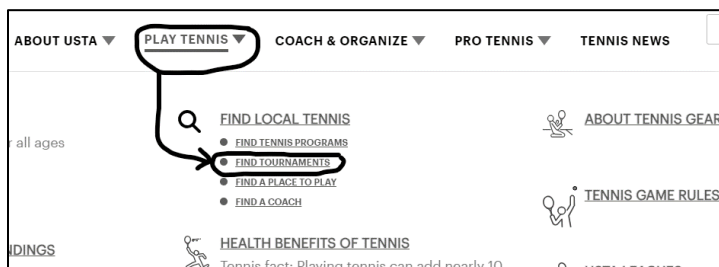 ABOUT USTA
PLAY TENNIS
COACH & ORGANIZE
PRO TENNIS
TENNIS NEWS
r all ages
FIND LOCAL TENNIS
FIND TENNIS PROGRAMS
FIND TOURNAMENTS
FIND A PLACE TO PLAY
FIND A COACH
ABOUT TENNIS GEAR
TENNIS GAME RULES
NDINGS
HEALTH BENEFITS OF TENNIS
Tennis fact: Playing tennis can add nearly 10